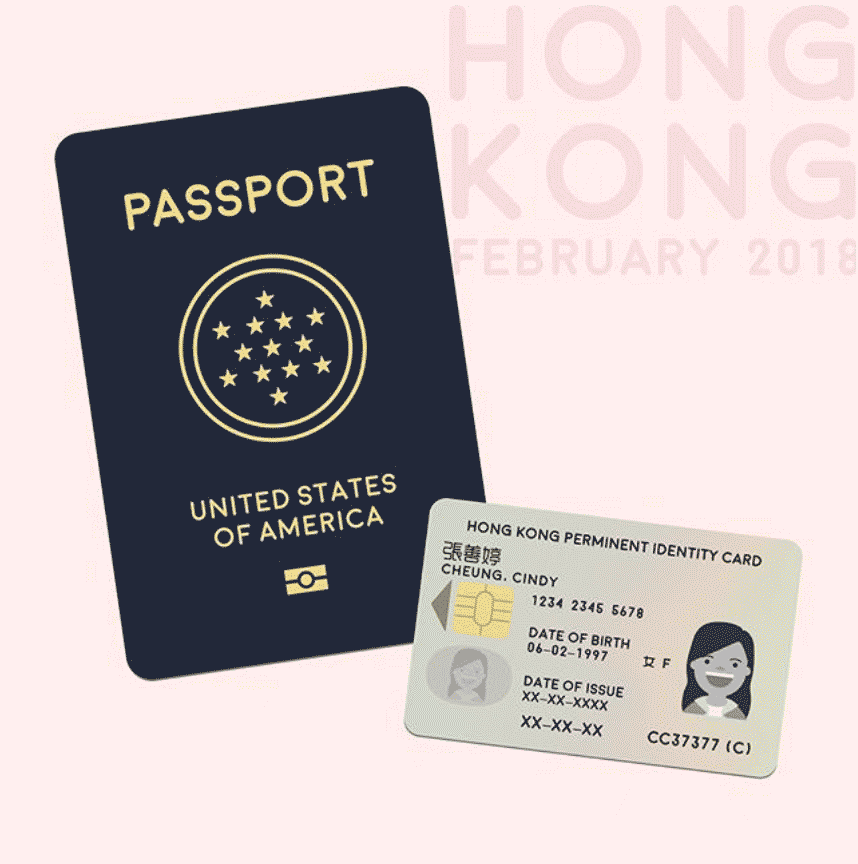 HONG
KONG
FEBRUARY 2018
PASSPORT
UNITED STATES
OF AMERICA
HONG KONG PERMINENT IDENTITY CARD
張善婷
CHEUNG, CINDY
1234 2345 5678
DATE OF BIRTH
06-02-1997
女 F
DATE OF ISSUE
XX-XX-XXXX
XX-XX-XX
CC37377 (C)